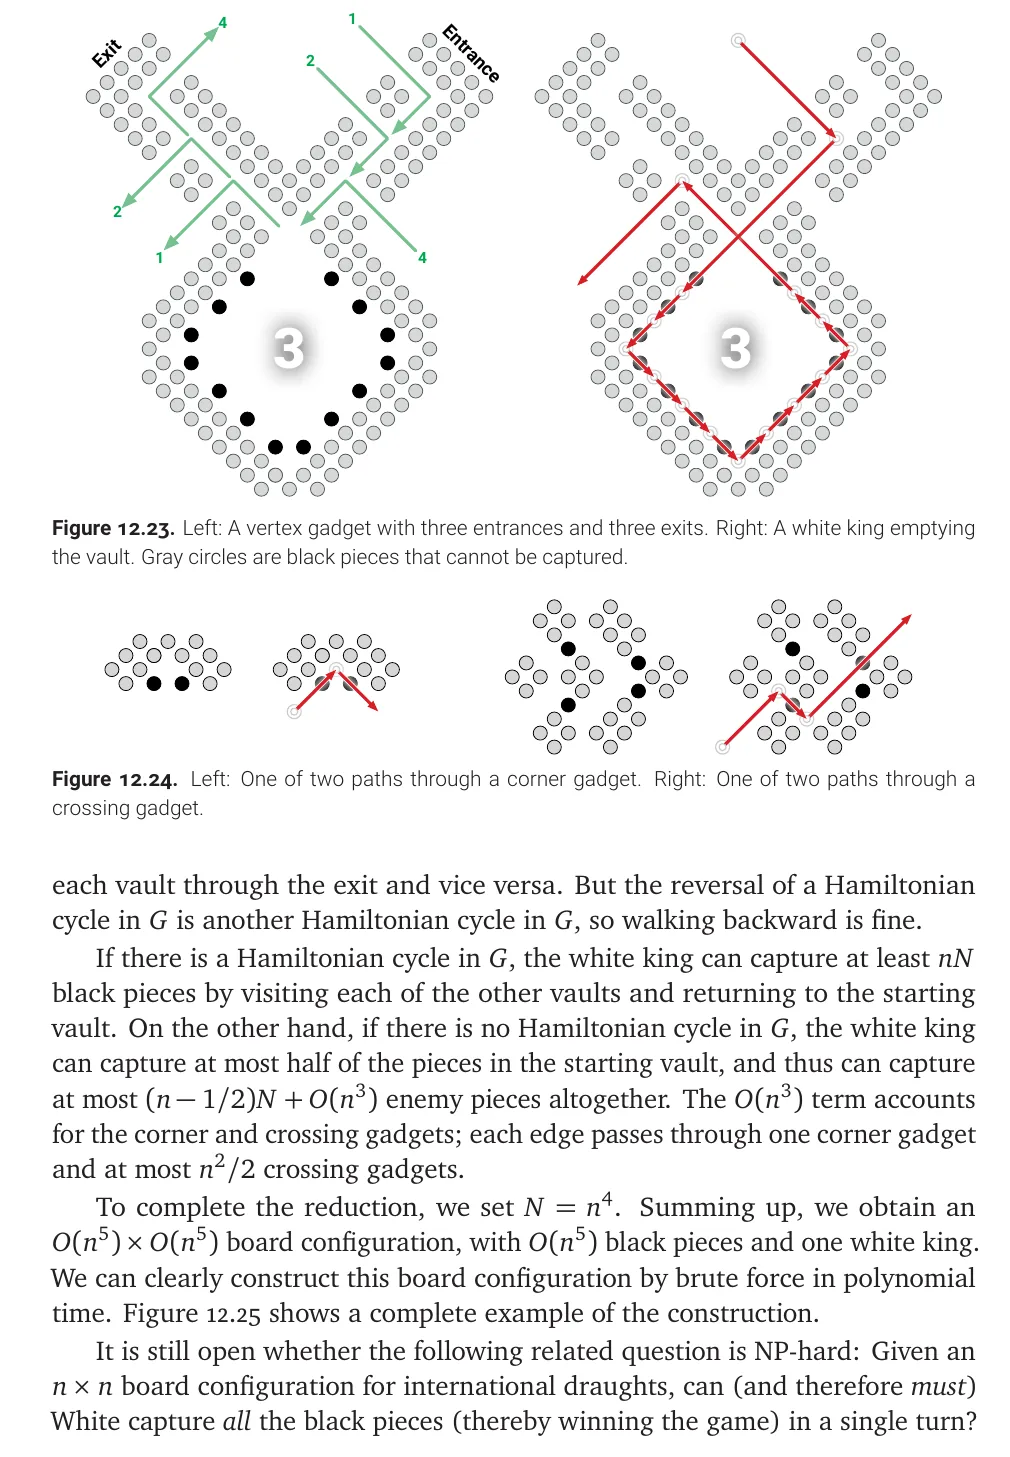 4
1
Exit
Entrance
2
2
1
4
3
3
Figure 12.23. Left: A vertex gadget with three entrances and three exits. Right: A white king emptying
the vault. Gray circles are black pieces that cannot be captured.
Figure 12.24. Left: One of two paths through a corner gadget. Right: One of two paths through a
crossing gadget.
each vault through the exit and vice versa. But the reversal of a Hamiltonian
cycle in G is another Hamiltonian cycle in G, so walking backward is fine.
If there is a Hamiltonian cycle in G, the white king can capture at least nN
black pieces by visiting each of the other vaults and returning to the starting
vault. On the other hand, if there is no Hamiltonian cycle in G, the white king
can capture at most half of the pieces in the starting vault, and thus can capture
at most (n − 1/2)N + O(n³) enemy pieces altogether. The O(n³) term accounts
for the corner and crossing gadgets; each edge passes through one corner gadget
and at most n²/2 crossing gadgets.
To complete the reduction, we set N = n⁴. Summing up, we obtain an
O(n⁵) × O(n⁵) board configuration, with O(n⁵) black pieces and one white king.
We can clearly construct this board configuration by brute force in polynomial
time. Figure 12.25 shows a complete example of the construction.
It is still open whether the following related question is NP-hard: Given an
n × n board configuration for international draughts, can (and therefore must)
White capture all the black pieces (thereby winning the game) in a single turn?